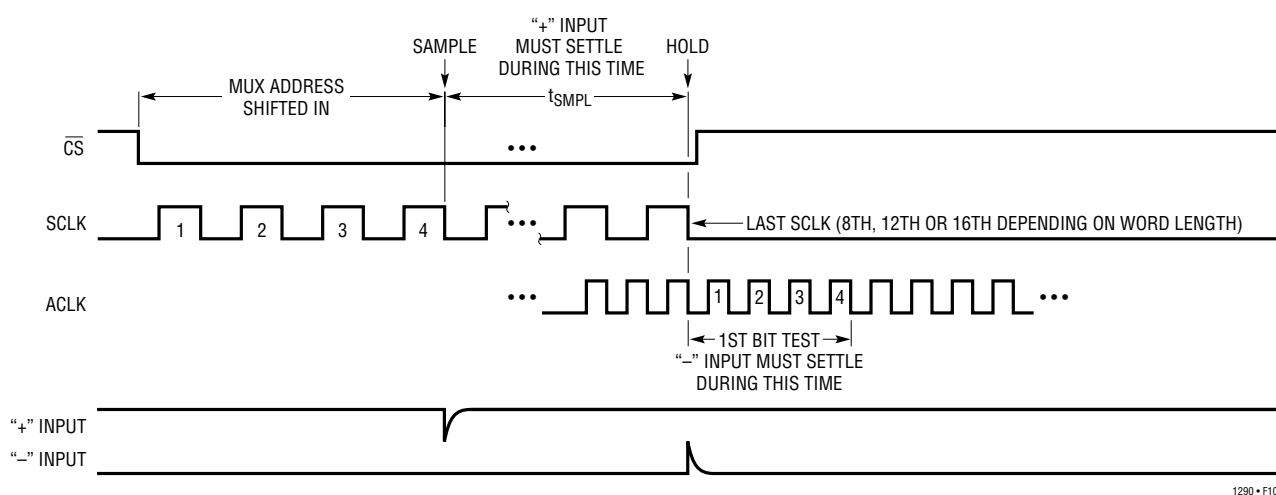 “+” INPUT
MUST SETTLE
DURING THIS TIME
SAMPLE
HOLD
MUX ADDRESS
SHIFTED IN
tSMPL
CS
•••
SCLK
1
2
3
4
•••
LAST SCLK (8TH, 12TH OR 16TH DEPENDING ON WORD LENGTH)
ACLK
•••
1
2
3
4
•••
1ST BIT TEST
“–” INPUT MUST SETTLE
DURING THIS TIME
“+” INPUT
“–” INPUT
1290 • F10